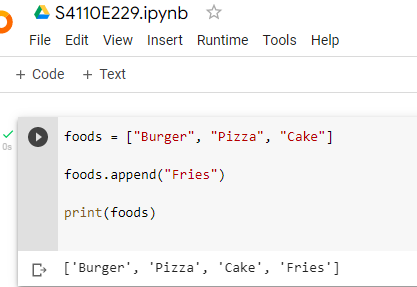 S4110E229.ipynb
File Edit View Insert Runtime Tools Help
+ Code + Text
0s
foods = ["Burger", "Pizza", "Cake"]
foods.append("Fries")
print(foods)
['Burger', 'Pizza', 'Cake', 'Fries']